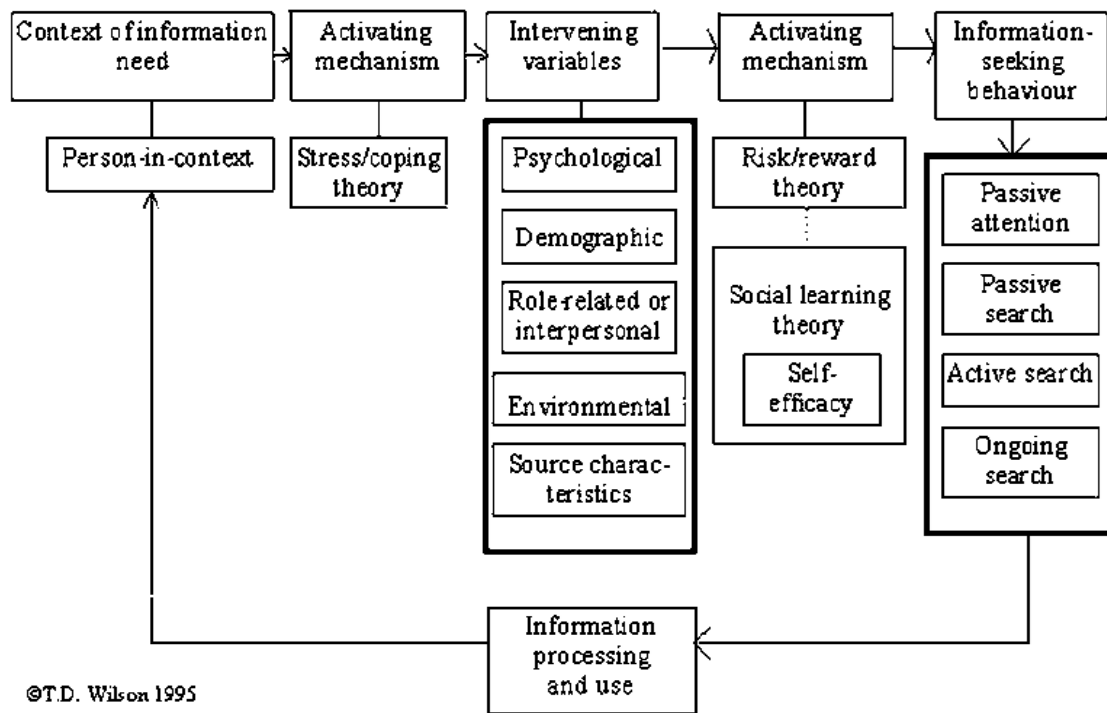 Context of information
need
Activating
mechanism
Intervening
variables
Activating
mechanism
Information-
seeking
behaviour
Person-in-context
Stress/coping
theory
Psychological
Demographic
Role-related or
interpersonal
Environmental
Source charac-
teristics
Risk/reward
theory
Social learning
theory
Self-
efficacy
Passive
attention
Passive
search
Active search
Ongoing
search
Information
processing
and use
©T.D. Wilson 1995